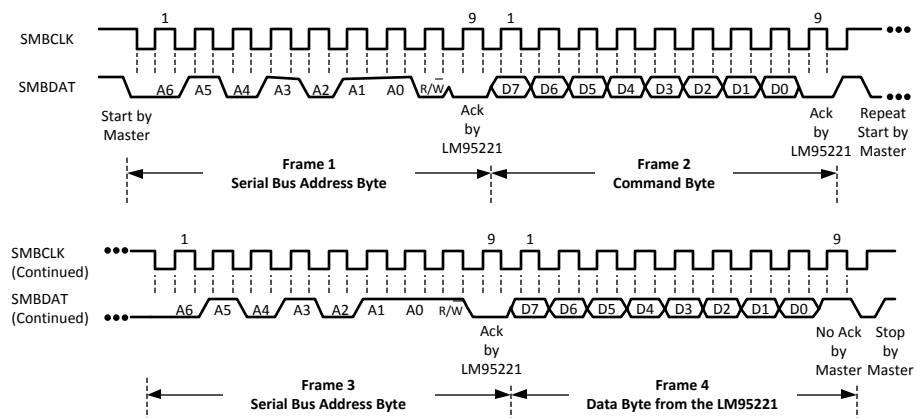 1 9 1 9
SMBCLK
SMBDAT
A6 A5 A4 A3 A2 A1 A0 R/W D7 D6 D5 D4 D3 D2 D1 D0
Start by
Master
Ack
by
LM95221
Ack
by
LM95221
Repeat
Start by
Master
Frame 1
Serial Bus Address Byte
Frame 2
Command Byte
1 9 1 9
SMBCLK
(Continued)
SMBDAT
(Continued)
A6 A5 A4 A3 A2 A1 A0 R/W D7 D6 D5 D4 D3 D2 D1 D0
Ack
by
LM95221
No Ack
by
Master
Stop
by
Master
Frame 3
Serial Bus Address Byte
Frame 4
Data Byte from the LM95221